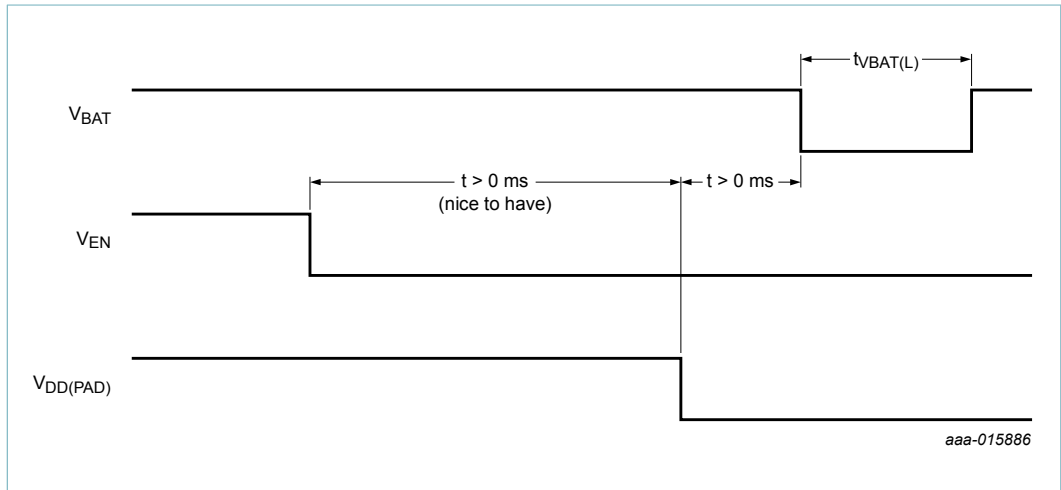 tVBAT(L)
VBAT
t > 0 ms
(nice to have)
t > 0 ms
VEN
VDD(PAD)
aaa-015886